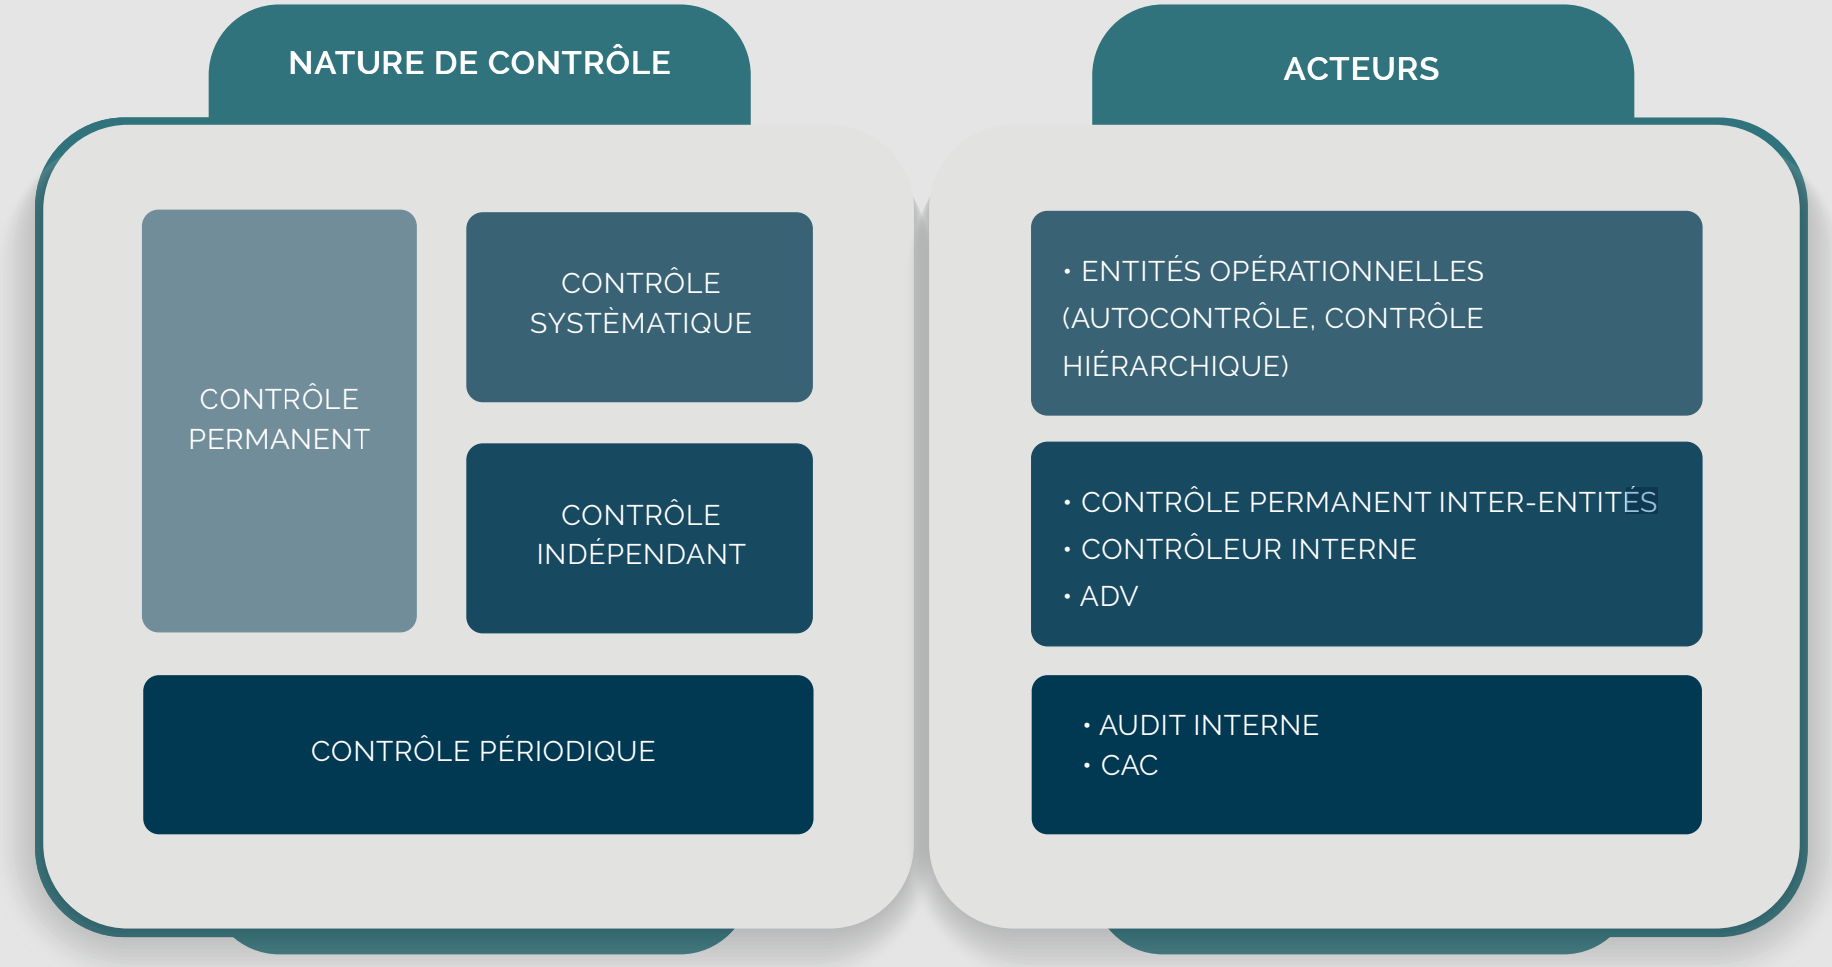 NATURE DE CONTRÔLE
CONTRÔLE
PERMANENT
CONTRÔLE
SYSTÈMATIQUE
CONTRÔLE
INDÉPENDANT
CONTRÔLE PÉRIODIQUE
ACTEURS
• ENTITÉS OPÉRATIONNELLES
(AUTOCONTRÔLE, CONTRÔLE
HIÉRARCHIQUE)
• CONTRÔLE PERMANENT INTER-ENTITÉS
• CONTRÔLEUR INTERNE
• ADV
• AUDIT INTERNE
• CAC